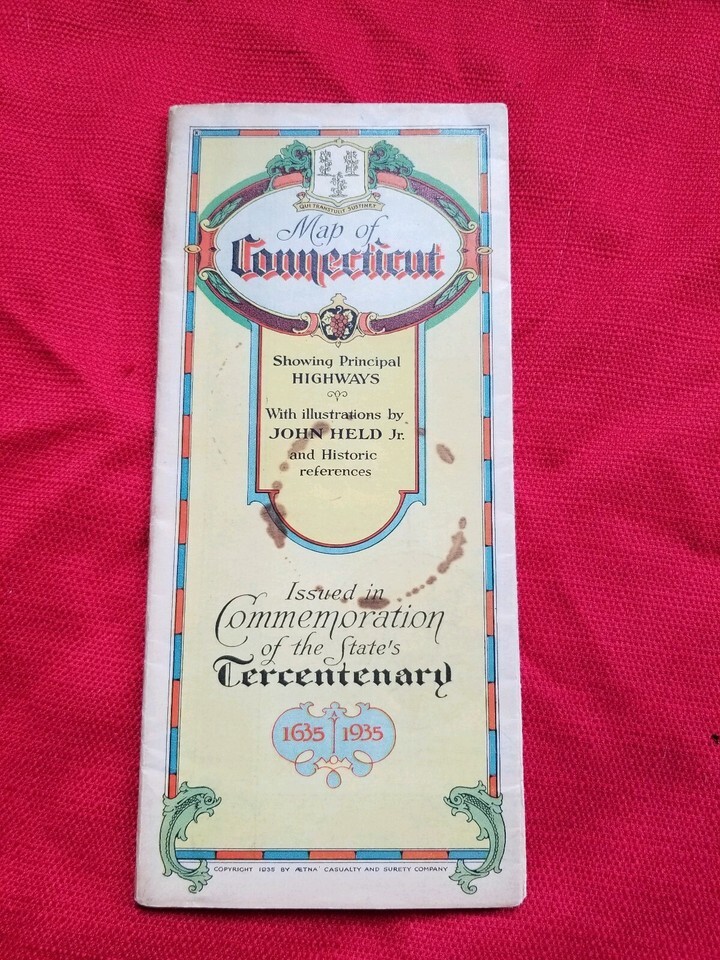 QUI TRANSTULIT SUSTINET
Map of
Connecticut
Showing Principal
HIGHWAYS
With illustrations by
JOHN HELD Jr.
and Historic
references
Issued in
Commemoration
of the State's
Tercentenary
1635 1935
COPYRIGHT 1935 BY ÆTNA CASUALTY AND SURETY COMPANY